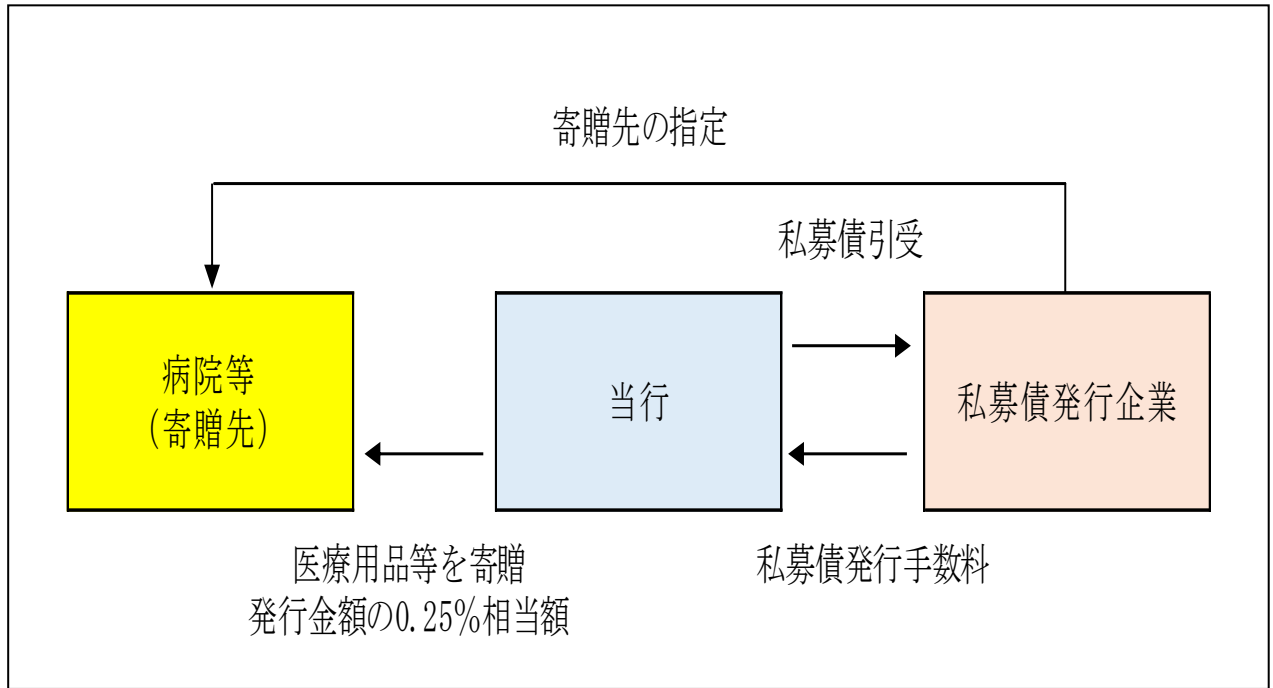 寄贈先の指定
私募債引受
病院等
(寄贈先)
当行
私募債発行企業
医療用品等を寄贈
発行金額の0.25%相当額
私募債発行手数料